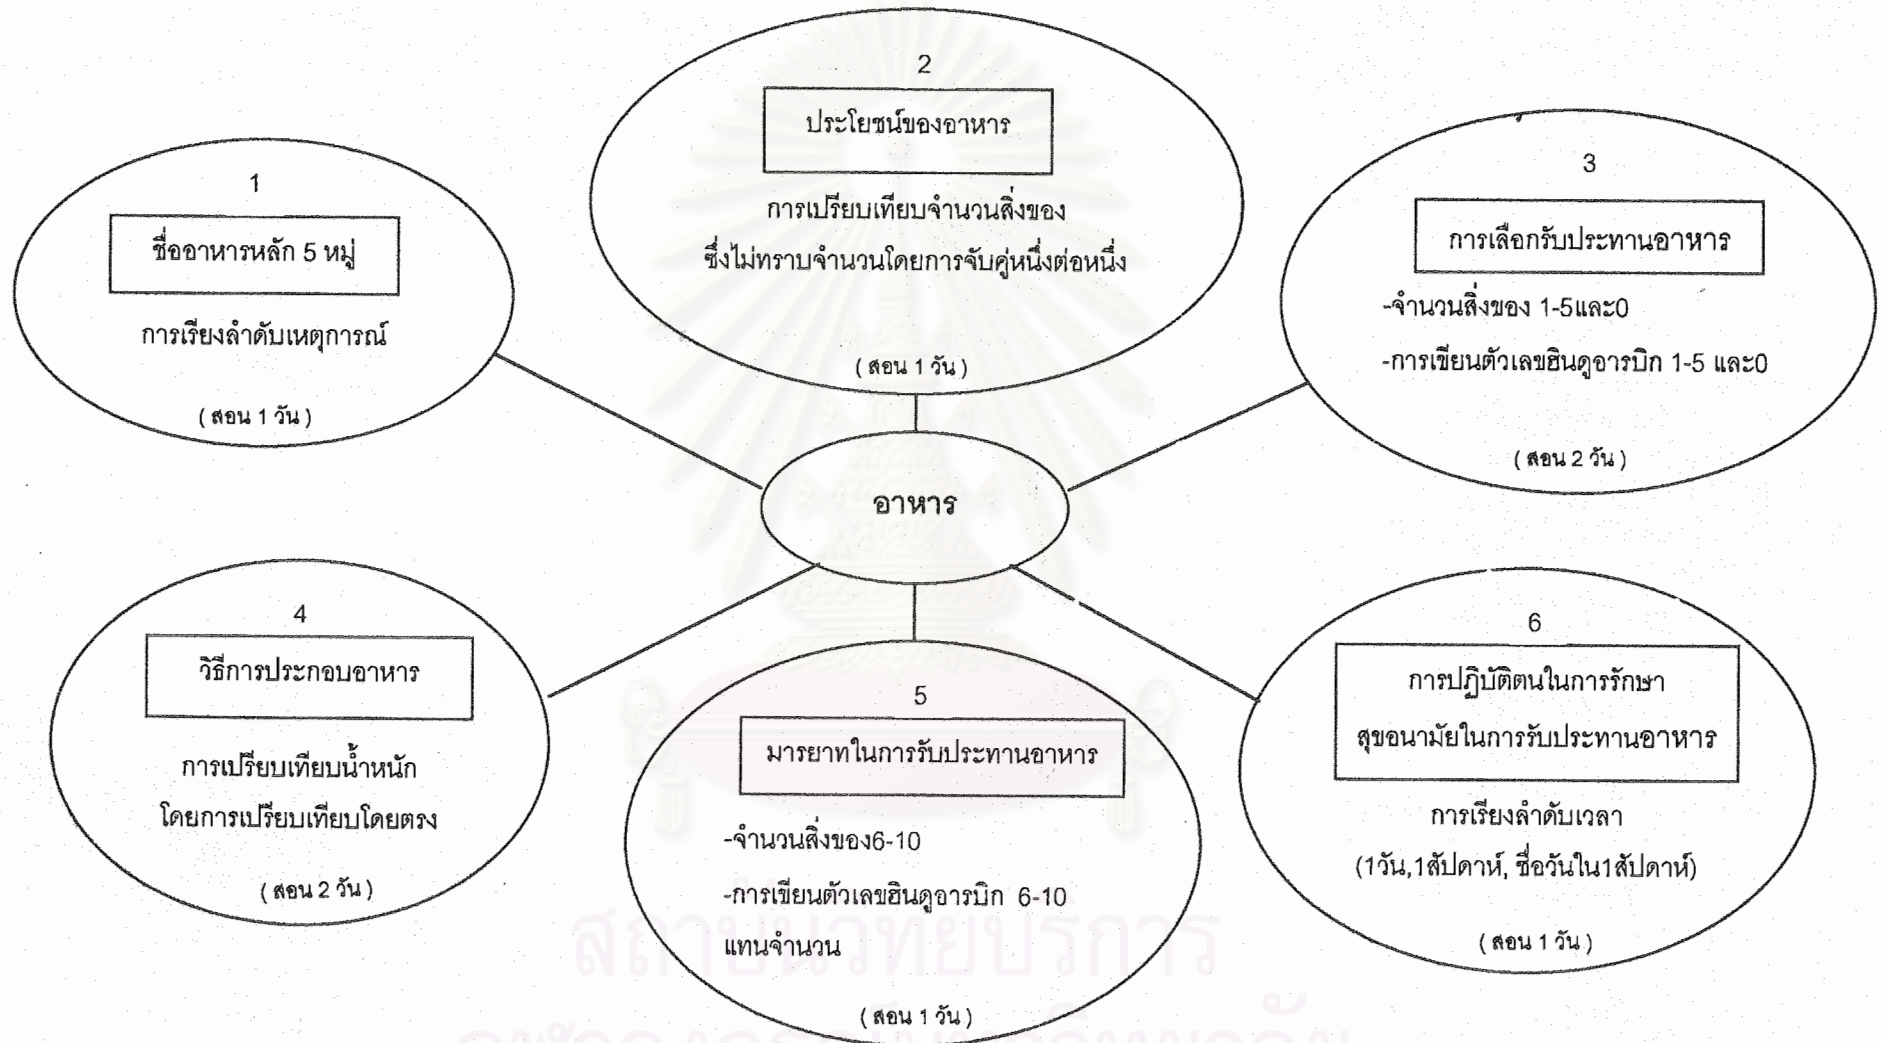 1
ชื่ออาหารหลัก 5 หมู่
การเรียงลำดับเหตุการณ์
( สอน 1 วัน )
2
ประโยชน์ของอาหาร
การเปรียบเทียบจำนวนสิ่งของ
ซึ่งไม่ทราบจำนวนโดยการจับคู่หนึ่งต่อหนึ่ง
( สอน 1 วัน )
3
การเลือกรับประทานอาหาร
-จำนวนสิ่งของ 1-5และ0
-การเขียนตัวเลขฮินดูอารบิก 1-5 และ0
( สอน 2 วัน )
อาหาร
4
วิธีการประกอบอาหาร
การเปรียบเทียบน้ำหนัก
โดยการเปรียบเทียบโดยตรง
( สอน 2 วัน )
5
มารยาทในการรับประทานอาหาร
-จำนวนสิ่งของ6-10
-การเขียนตัวเลขฮินดูอารบิก 6-10
แทนจำนวน
( สอน 1 วัน )
6
การปฏิบัติตนในการรักษา
สุขอนามัยในการรับประทานอาหาร
การเรียงลำดับเวลา
(1วัน,1สัปดาห์, ชื่อวันใน1สัปดาห์)
( สอน 1 วัน )
สถาบันวิทยบริการ